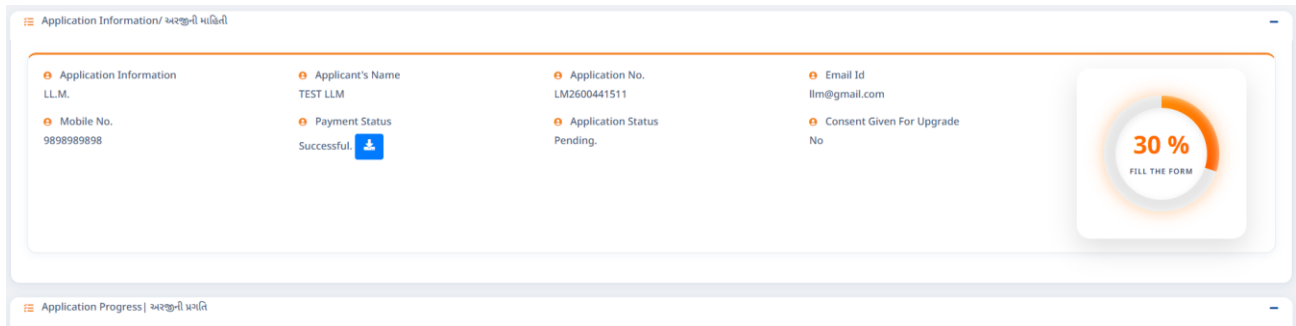 Application Information/ અરજીની માહિતી
Application Information
LL.M.
Applicant's Name
TEST LLM
Application No.
LM2600441511
Email Id
llm@gmail.com
Mobile No.
9898989898
Payment Status
Successful.
Application Status
Pending.
Consent Given For Upgrade
No
30 %
FILL THE FORM
Application Progress| અરજીની પ્રગતિ